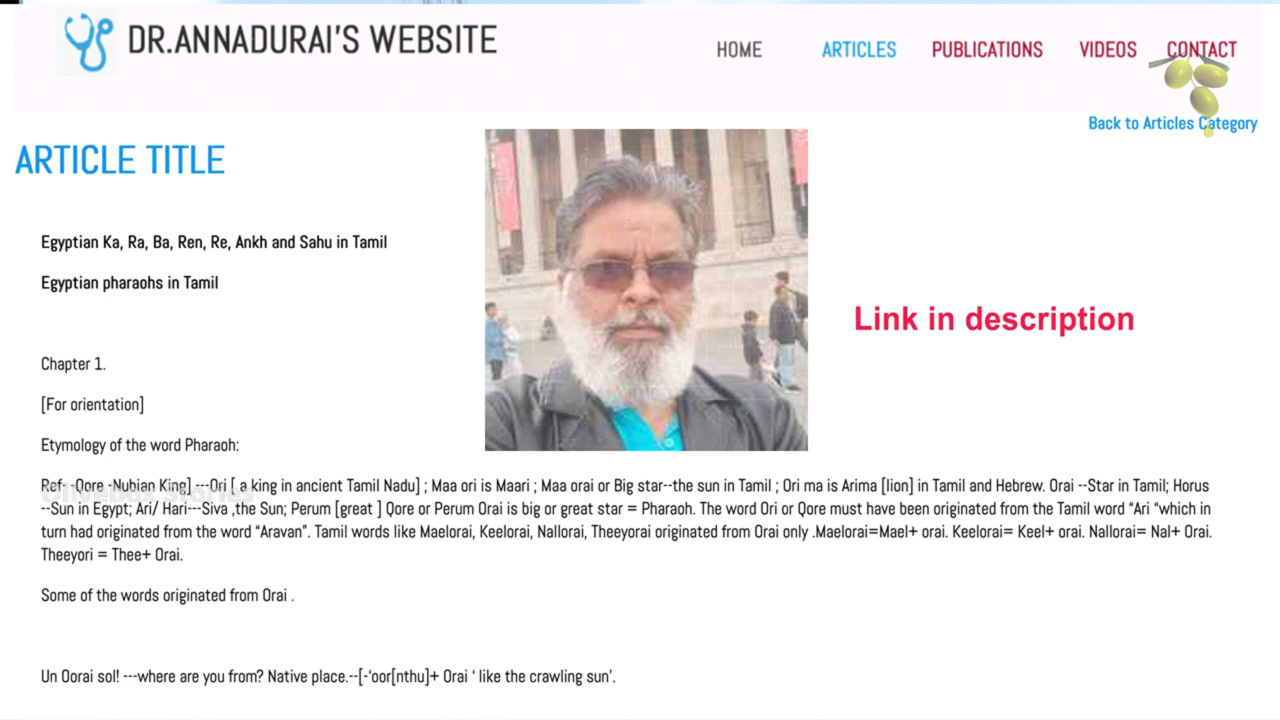 DR.ANNADURAI'S WEBSITE
HOME ARTICLES PUBLICATIONS VIDEOS CONTACT
Back to Articles Category
ARTICLE TITLE
Egyptian Ka, Ra, Ba, Ren, Re, Ankh and Sahu in Tamil
Egyptian pharaohs in Tamil
Link in description
Chapter 1.
[For orientation]
Etymology of the word Pharaoh:
Ref- -Qore -Nubian King] ---Ori [ a king in ancient Tamil Nadu] ; Maa ori is Maari ; Maa orai or Big star--the sun in Tamil ; Ori ma is Arima [lion] in Tamil and Hebrew. Orai --Star in Tamil; Horus
Olivebox Stories
--Sun in Egypt; Ari/ Hari---Siva ,the Sun; Perum [great ] Qore or Perum Orai is big or great star = Pharaoh. The word Ori or Qore must have been originated from the Tamil word “Ari “which in
turn had originated from the word “Aravan”. Tamil words like Maelorai, Keelorai, Nallorai, Theeyorai originated from Orai only .Maelorai=Mael+ orai. Keelorai= Keel+ orai. Nallorai= Nal+ Orai.
Theeyori = Thee+ Orai.
Some of the words originated from Orai .
Un Oorai sol! ---where are you from? Native place.--[-‘oor[nthu]+ Orai ‘ like the crawling sun’.